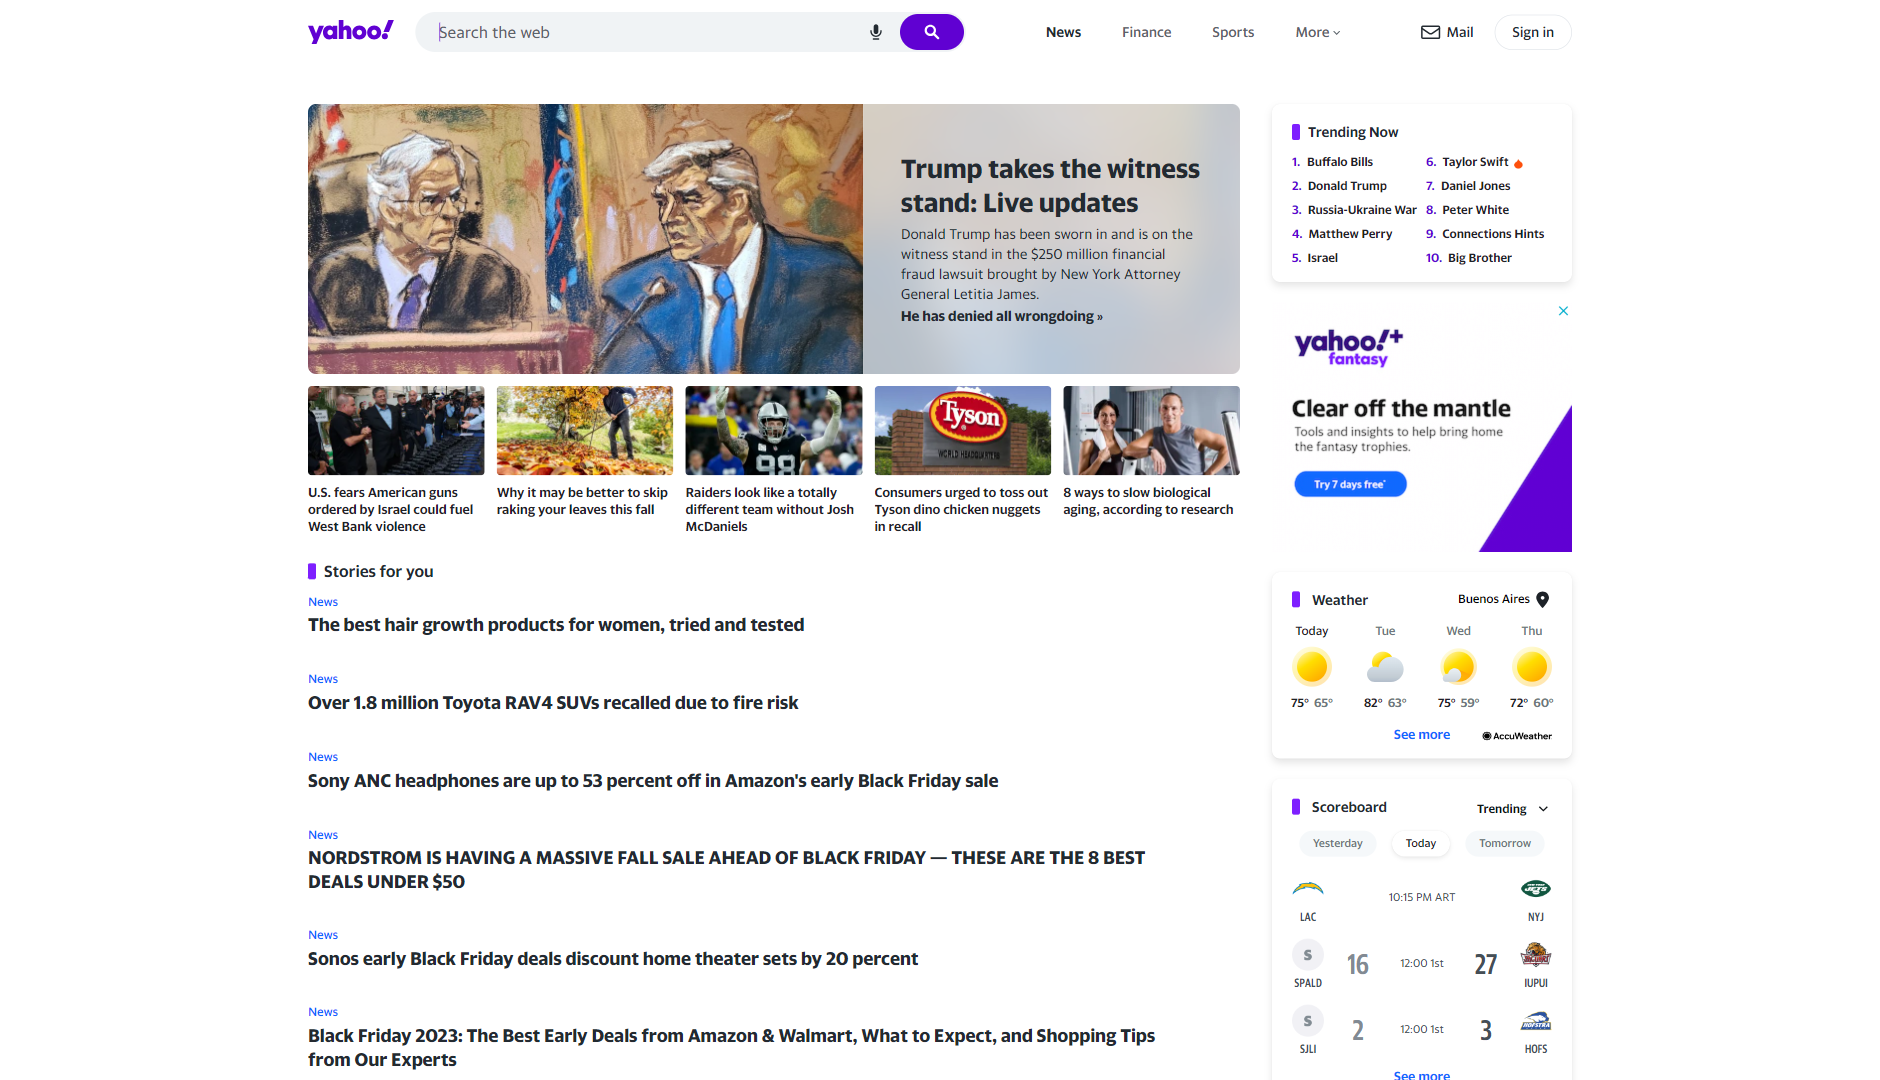 yahoo!
Search the web
News
Finance
Sports
More
Mail
Sign in
Trump takes the witness
stand: Live updates
Donald Trump has been sworn in and is on the
witness stand in the $250 million financial
fraud lawsuit brought by New York Attorney
General Letitia James.
He has denied all wrongdoing »
98
Tyson
WORLD HEADQUARTERS
U.S. fears American guns
ordered by Israel could fuel
West Bank violence
Why it may be better to skip
raking your leaves this fall
Raiders look like a totally
different team without Josh
McDaniels
Consumers urged to toss out
Tyson dino chicken nuggets
in recall
8 ways to slow biological
aging, according to research
Stories for you
News
The best hair growth products for women, tried and tested
News
Over 1.8 million Toyota RAV4 SUVs recalled due to fire risk
News
Sony ANC headphones are up to 53 percent off in Amazon's early Black Friday sale
News
NORDSTROM IS HAVING A MASSIVE FALL SALE AHEAD OF BLACK FRIDAY — THESE ARE THE 8 BEST
DEALS UNDER $50
News
Sonos early Black Friday deals discount home theater sets by 20 percent
News
Black Friday 2023: The Best Early Deals from Amazon & Walmart, What to Expect, and Shopping Tips
from Our Experts
Trending Now
1. Buffalo Bills
2. Donald Trump
3. Russia-Ukraine War
4. Matthew Perry
5. Israel
6. Taylor Swift
7. Daniel Jones
8. Peter White
9. Connections Hints
10. Big Brother
yahoo!+
fantasy
Clear off the mantle
Tools and insights to help bring home
the fantasy trophies.
Try 7 days free*
Weather
Buenos Aires
Today Tue Wed Thu
75° 65° 82° 63° 75° 59° 72° 60°
See more
AccuWeather
Scoreboard
Trending
Yesterday Today Tomorrow
10:15 PM ART
JETS
LAC NYJ
S 16 12:00 1st 27
SPALD IUPUI
S 2 12:00 1st 3
HOFSTRA
SJLI HOFS
See more